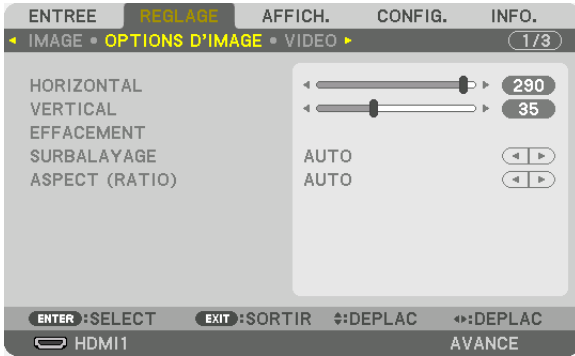 ENTREE REGLAGE AFFICH. CONFIG. INFO.
IMAGE • OPTIONS D'IMAGE • VIDEO 1/3
HORIZONTAL 290
VERTICAL 35
EFFACEMENT
SURBALAYAGE AUTO
ASPECT (RATIO) AUTO
ENTER :SELECT EXIT :SORTIR :DEPLAC :DEPLAC
HDMI1 AVANCE